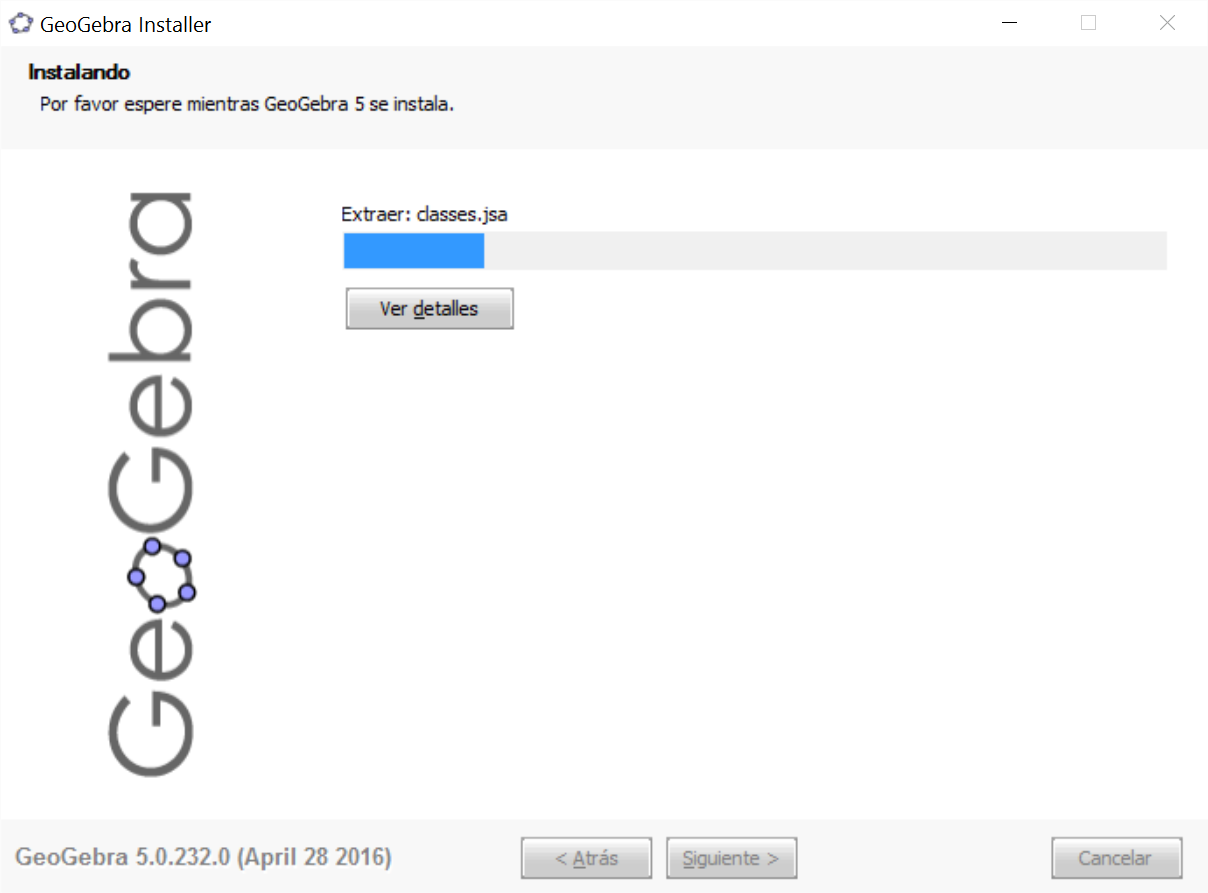 GeoGebra Installer
Instalando
Por favor espere mientras GeoGebra 5 se instala.
GeoGebra
Extraer: classes.jsa
Ver detalles
GeoGebra 5.0.232.0 (April 28 2016)
< Atrás
Siguiente >
Cancelar